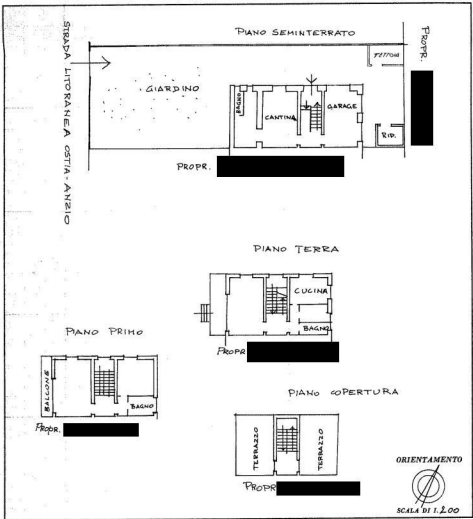 PIANO SEMINTERRATO
STRADA LITORANEA OSTIA-ANZIO
PROPR.
TETTOIA
GIARDINO
BAGNO
CANTINA
GARAGE
RIP.
PROPR.
PIANO TERRA
CUCINA
BAGNO
PROPR
PIANO PRIMO
BALCONE
BAGNO
PROPR.
PIANO COPERTURA
TERRAZZO
TERRAZZO
PROPR
ORIENTAMENTO
SCALA DI 1:200